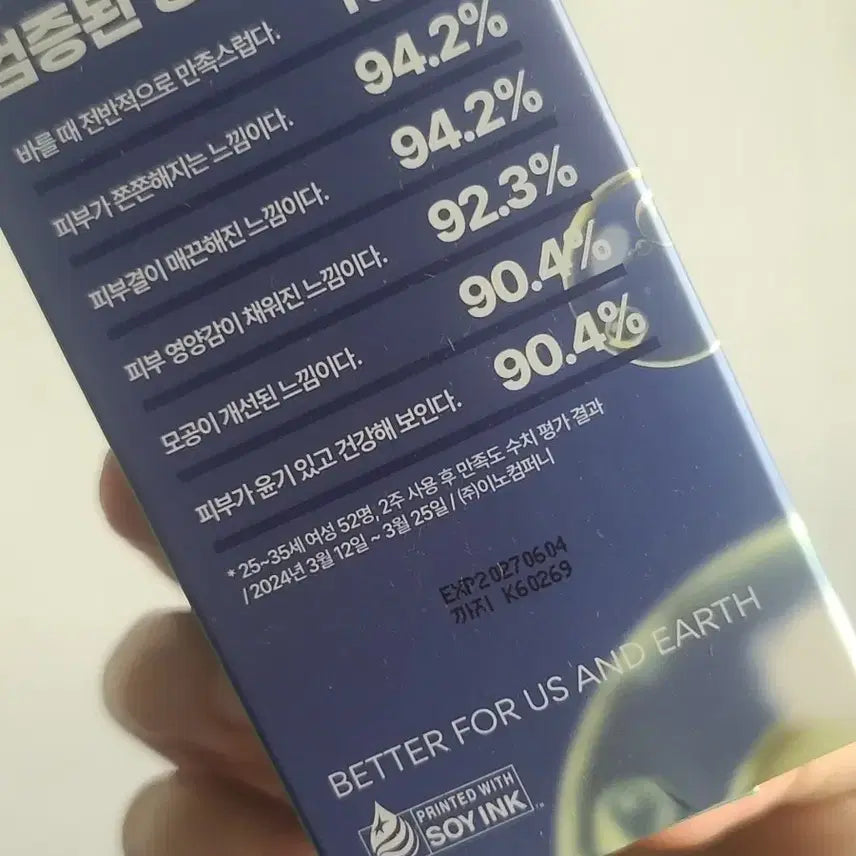 검증된
바를 때 전반적으로 만족스럽다.
94.2%
피부가 쫀쫀해지는 느낌이다.
94.2%
피부결이 매끈해진 느낌이다.
92.3%
피부 영양감이 채워진 느낌이다.
90.4%
모공이 개선된 느낌이다.
90.4%
피부가 윤기 있고 건강해 보인다.
* 25~35세 여성 52명, 2주 사용 후 만족도 수치 평가 결과
/ 2024년 3월 12일 ~ 3월 25일 / (주)이노컴퍼니
EXP20270604
까지 K60269
BETTER FOR US AND EARTH
PRINTED WITH
SOY INK